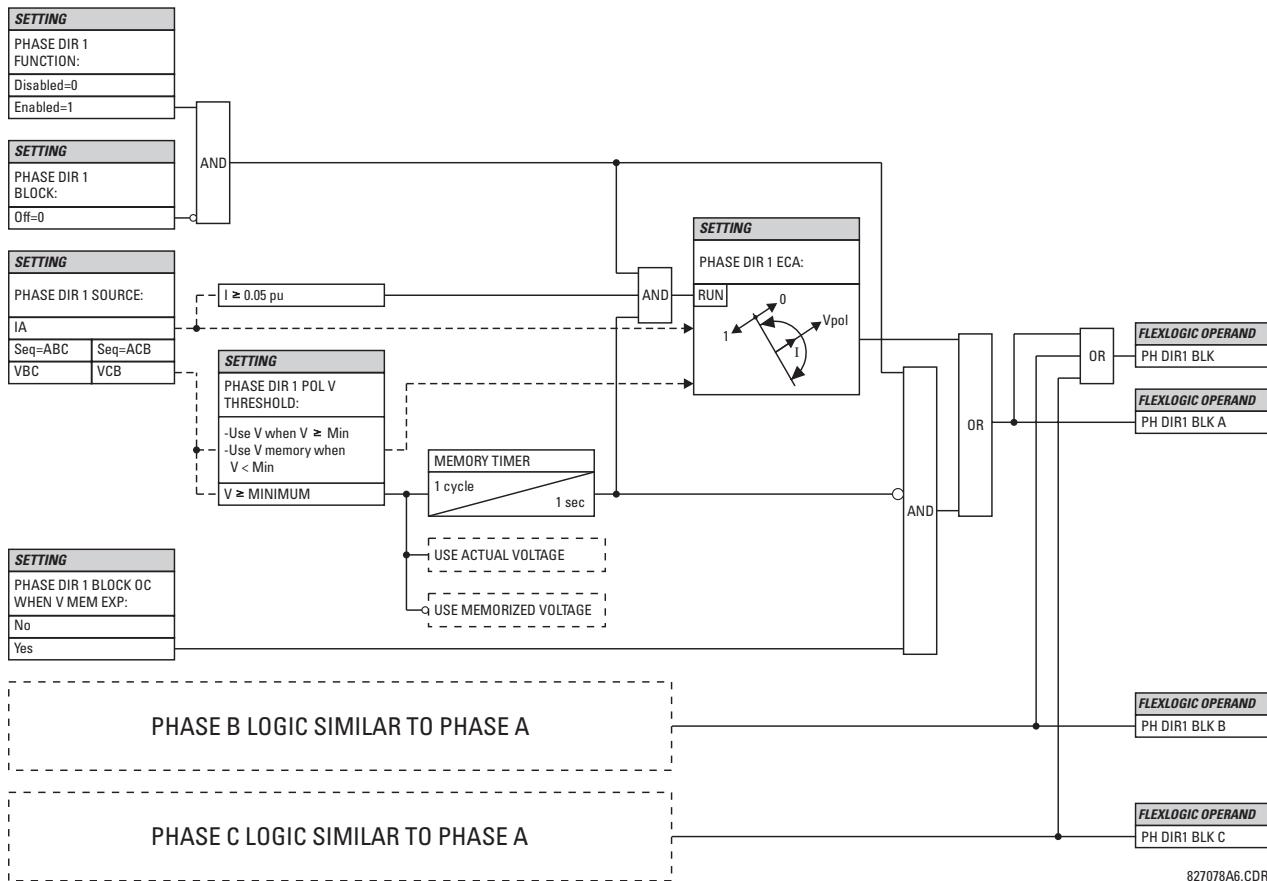 SETTING
PHASE DIR 1
FUNCTION:
Disabled=0
Enabled=1
AND
SETTING
PHASE DIR 1
BLOCK:
Off=0
SETTING
PHASE DIR 1 SOURCE:
IA
Seq=ABC Seq=ACB
VBC VCB
I ≥ 0.05 pu
SETTING
PHASE DIR 1 POL V
THRESHOLD:
-Use V when V ≥ Min
-Use V memory when
V < Min
V ≥ MINIMUM
MEMORY TIMER
1 cycle
1 sec
USE ACTUAL VOLTAGE
USE MEMORIZED VOLTAGE
AND
SETTING
PHASE DIR 1 ECA:
RUN
0
1
Vpol
I
AND
OR
OR
FLEXLOGIC OPERAND
PH DIR1 BLK
FLEXLOGIC OPERAND
PH DIR1 BLK A
SETTING
PHASE DIR 1 BLOCK OC
WHEN V MEM EXP:
No
Yes
PHASE B LOGIC SIMILAR TO PHASE A
FLEXLOGIC OPERAND
PH DIR1 BLK B
PHASE C LOGIC SIMILAR TO PHASE A
FLEXLOGIC OPERAND
PH DIR1 BLK C
827078A6.CDR